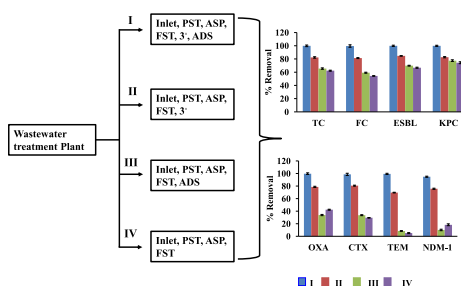 I
Inlet, PST, ASP,
FST, 3°, ADS
II
Inlet, PST, ASP,
FST, 3°
Wastewater
treatment Plant
III
Inlet, PST, ASP,
FST, ADS
IV
Inlet, PST, ASP,
FST
% Removal
100
80
60
40
20
0
TC FC ESBL KPC
% Removal
100
80
60
40
20
0
OXA CTX TEM NDM-1
I II III IV